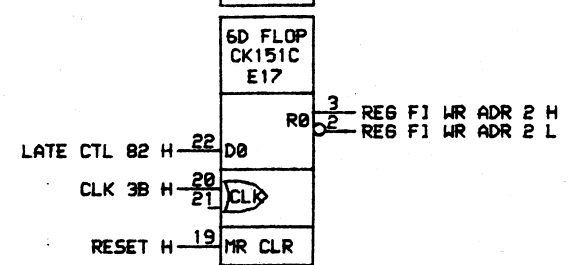 6D FLOP
CK151C
E17
3 REG FI WR ADR 2 H
R0
2 REG FI WR ADR 2 L
LATE CTL 82 H 22 D0
CLK 3B H 20
21 CLK
RESET H 19 MR CLR